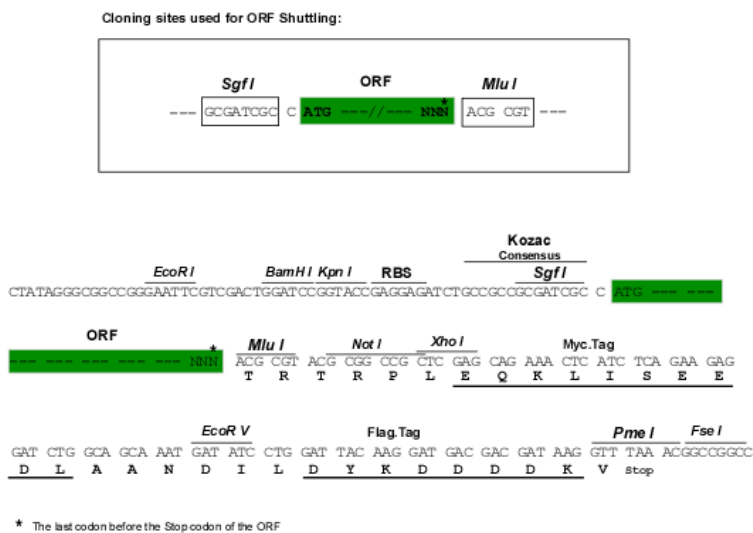 Cloning sites used for ORF Shuttling:
Sgf I ORF Mlu I
--- GCGATCGC C ATG ---//--- NNN* ACG CGT ---
Kozac
Consensus
EcoR I BamH I Kpn I RBS Sgf I
CTATAGGGCGGCCGGGAATTCGTCGACTGGATCCGGTACCGAGGAGATCTGCCGCCGCGATCGC C ATG --- ---
ORF Mlu I Not I Xho I Myc.Tag
--- --- --- --- --- --- NNN* ACG CGT ACG CGG CCG CTC GAG CAG AAA CTC ATC TCA GAA GAG
T R T R P L E Q K L I S E E
EcoR V Flag.Tag Pme I Fse I
GAT CTG GCA GCA AAT GAT ATC CTG GAT TAC AAG GAT GAC GAC GAT AAG GTT TAA ACGGCCGGCC
D L A A N D I L D Y K D D D D K V Stop
* The last codon before the Stop codon of the ORF